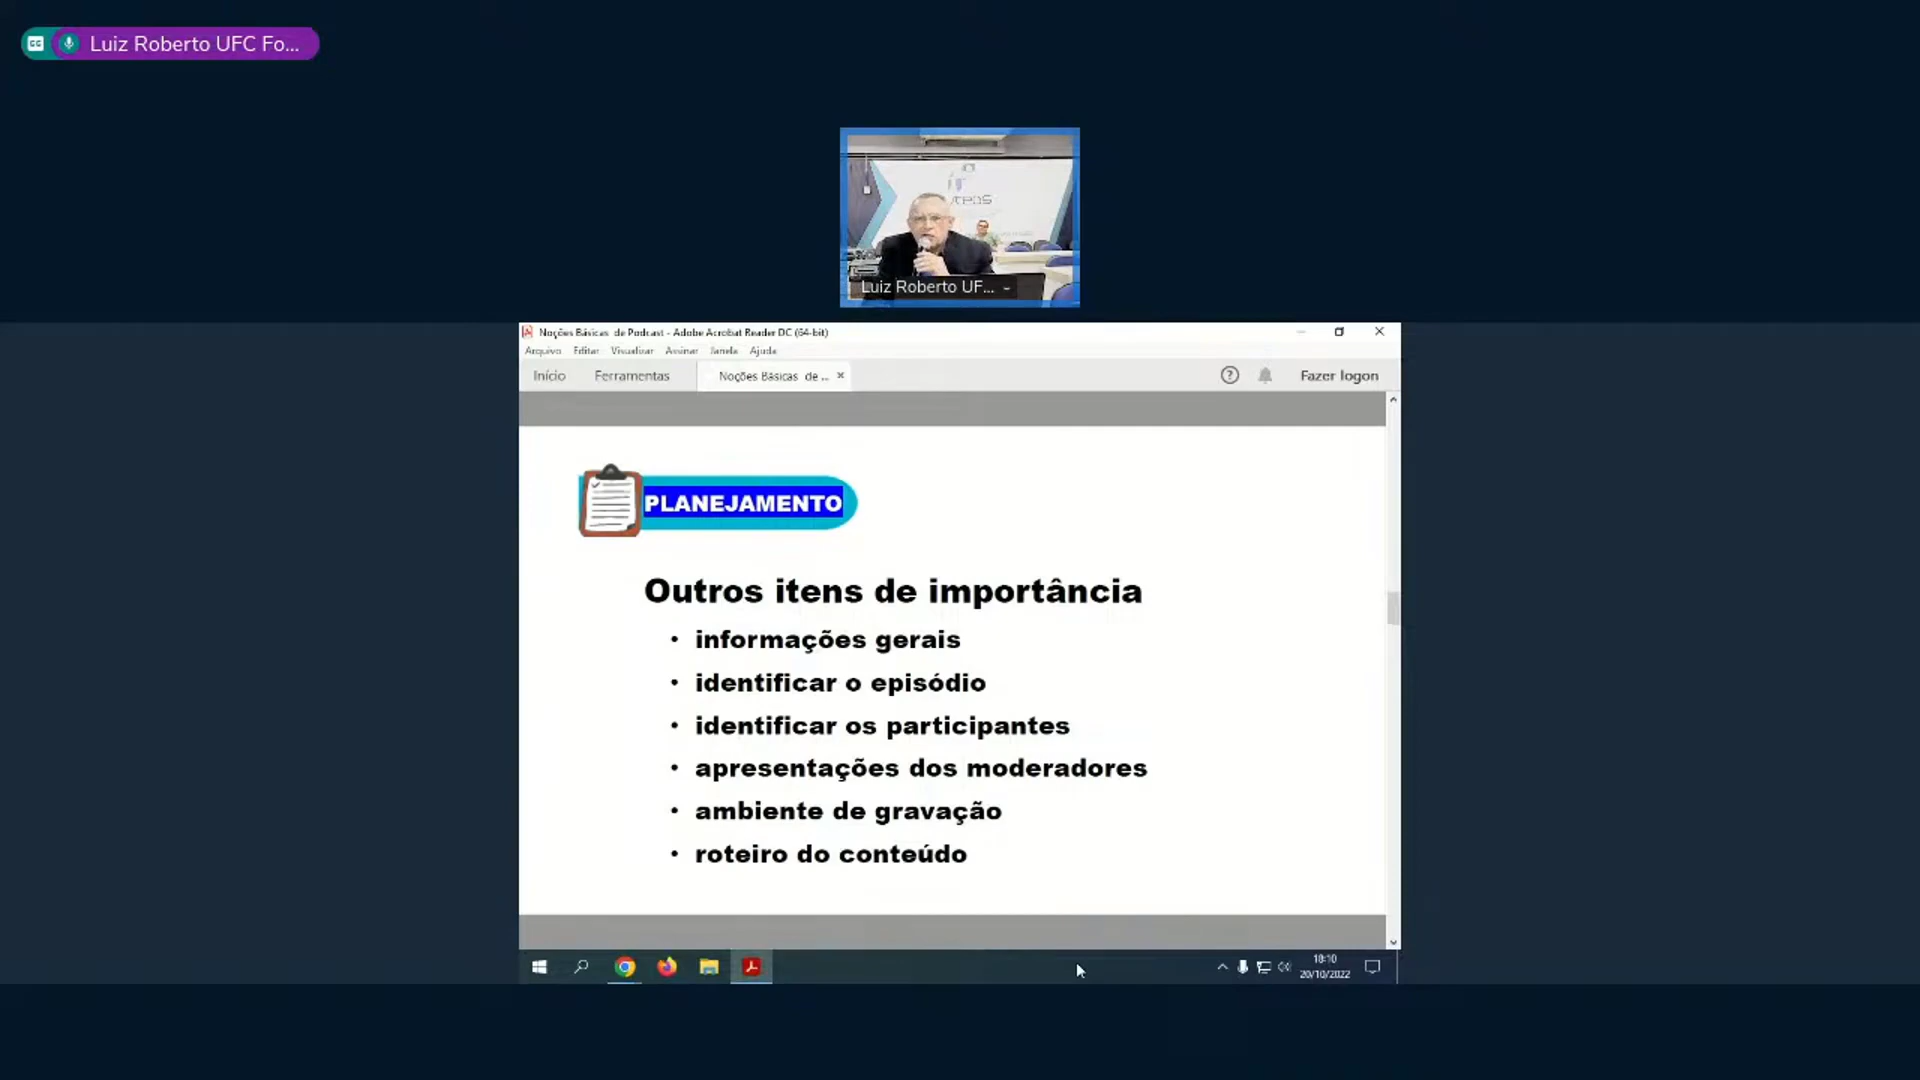 Luiz Roberto UFC Fo...
Luiz Roberto UF...
Noções Básicas de Podcast - Adobe Acrobat Reader DC (64-bit)
Arquivo Editar Visualizar Assinar Janela Ajuda
Início Ferramentas Noções Básicas de ... Fazer logon
PLANEJAMENTO
Outros itens de importância
• informações gerais
• identificar o episódio
• identificar os participantes
• apresentações dos moderadores
• ambiente de gravação
• roteiro do conteúdo
18:10
20/10/2022